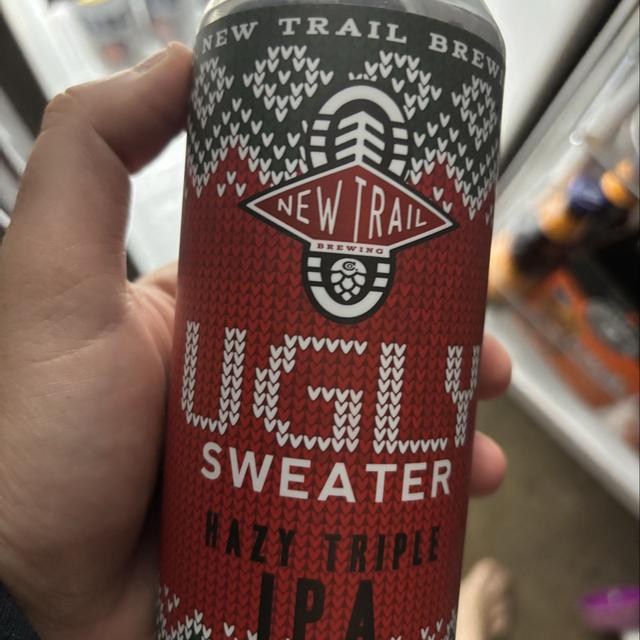 NEW TRAIL BREW
NEW TRAIL
BREWING
UGLY
SWEATER
HAZY TRIPLE
IPA